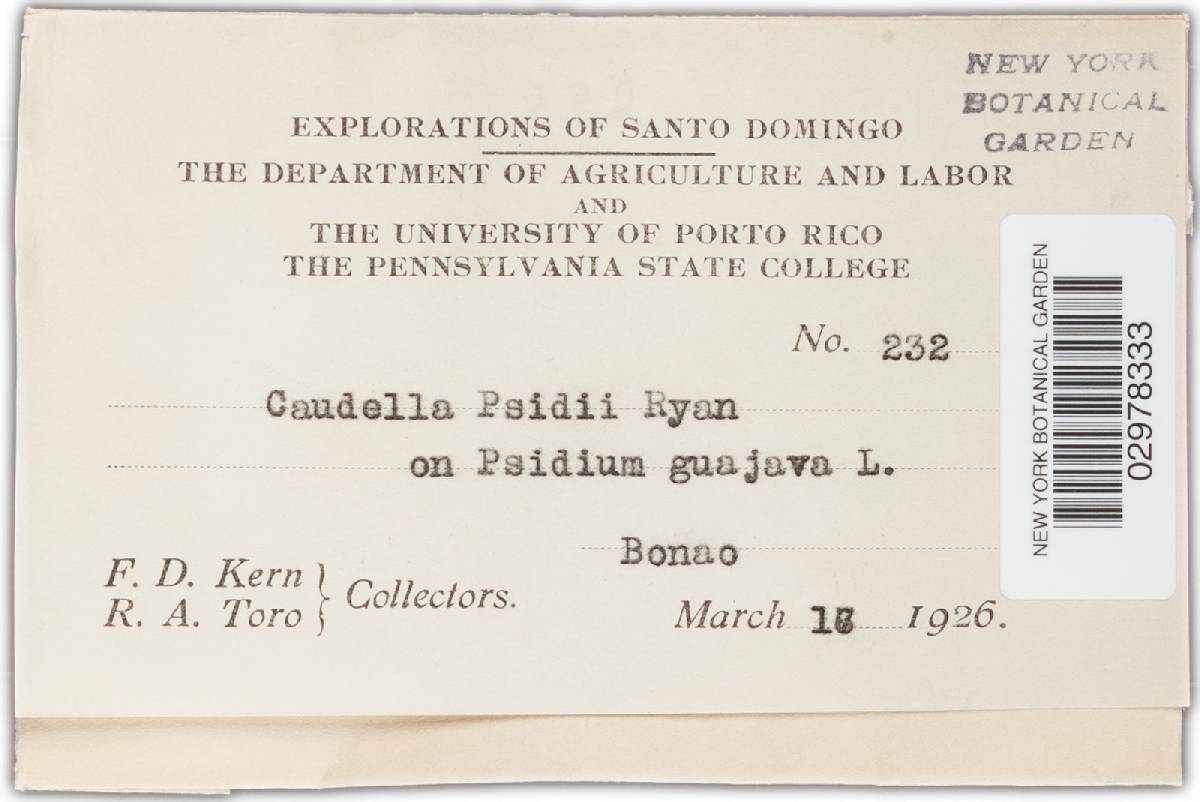 NEW YORK
BOTANICAL
GARDEN
EXPLORATIONS OF SANTO DOMINGO
THE DEPARTMENT OF AGRICULTURE AND LABOR
AND
THE UNIVERSITY OF PORTO RICO
THE PENNSYLVANIA STATE COLLEGE
No. 232
Caudella Psidii Ryan
on Psidium guajava L.
Bonao
F. D. Kern
R. A. Toro
Collectors.
March 1926.
NEW YORK BOTANICAL GARDEN
02978333